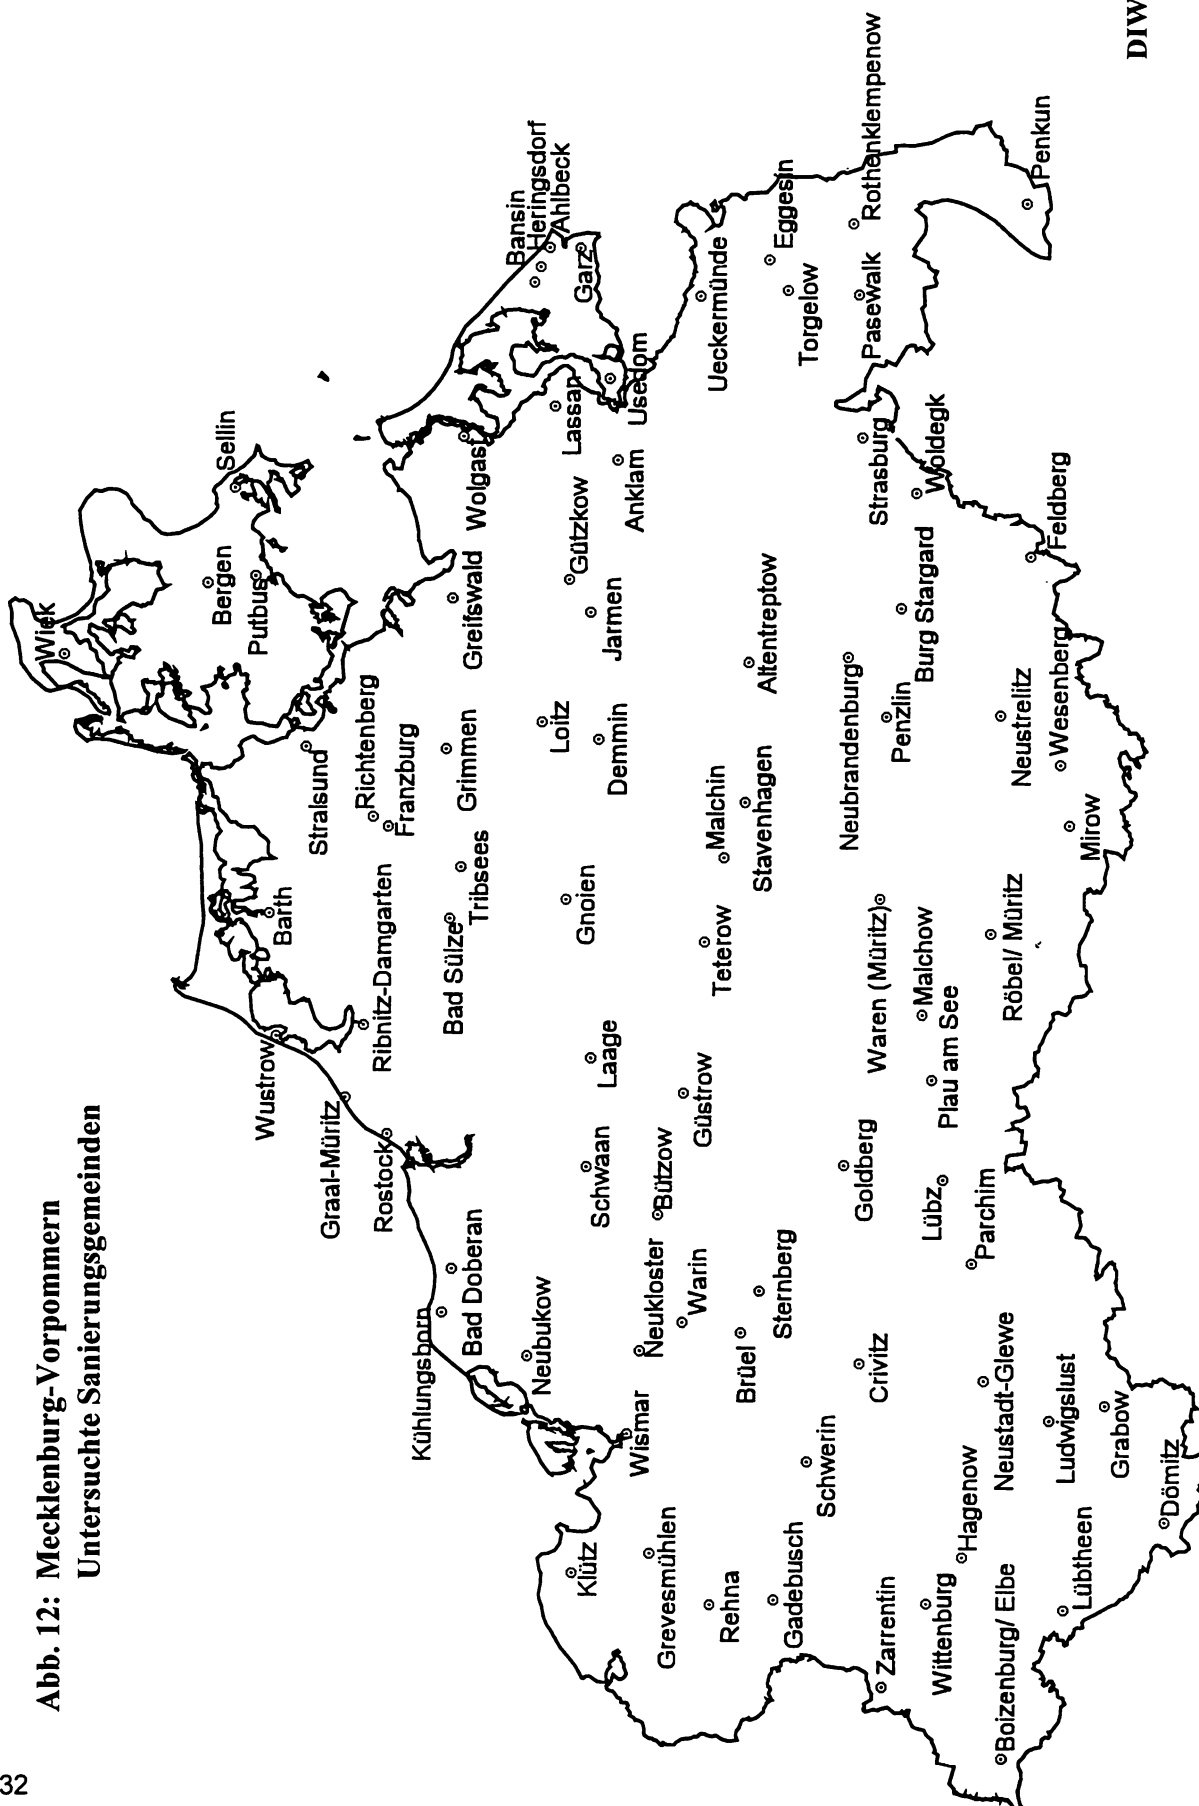 32
Abb. 12: Mecklenburg-Vorpommern
Untersuchte Sanierungsgemeinden
Wiek
Sellin
Bergen
Putbus
Stralsund
Barth
Wustrow
Richtenberg
Franzburg
Ribnitz-Damgarten
Graal-Müritz
Rostock
Kühlungsborn
Bad Doberan
Bad Sülze
Tribsees
Grimmen
Greifswald
Wolgast
Bansin
Heringsdorf
Ahlbeck
Garz
Usedom
Lassan
Anklam
Gützkow
Jarmen
Loitz
Demmin
Gnoien
Laage
Schwaan
Neubukow
Wismar
Klütz
Grevesmühlen
Neukloster
Bützow
Warin
Güstrow
Teterow
Malchin
Stavenhagen
Altentreptow
Ueckermünde
Eggesin
Torgelow
Rothenklempenow
Pasewalk
Strasburg
Woldegk
Burg Stargard
Neubrandenburg
Penzlin
Waren (Müritz)
Malchow
Plau am See
Goldberg
Lübz
Parchim
Sternberg
Brüel
Crivitz
Schwerin
Rehna
Gadebusch
Zarrentin
Wittenburg
Hagenow
Boizenburg/ Elbe
Neustadt-Glewe
Ludwigslust
Lübtheen
Grabow
Dömitz
Röbel/ Müritz
Mirow
Neustrelitz
Wesenberg
Feldberg
Penkun
DIW